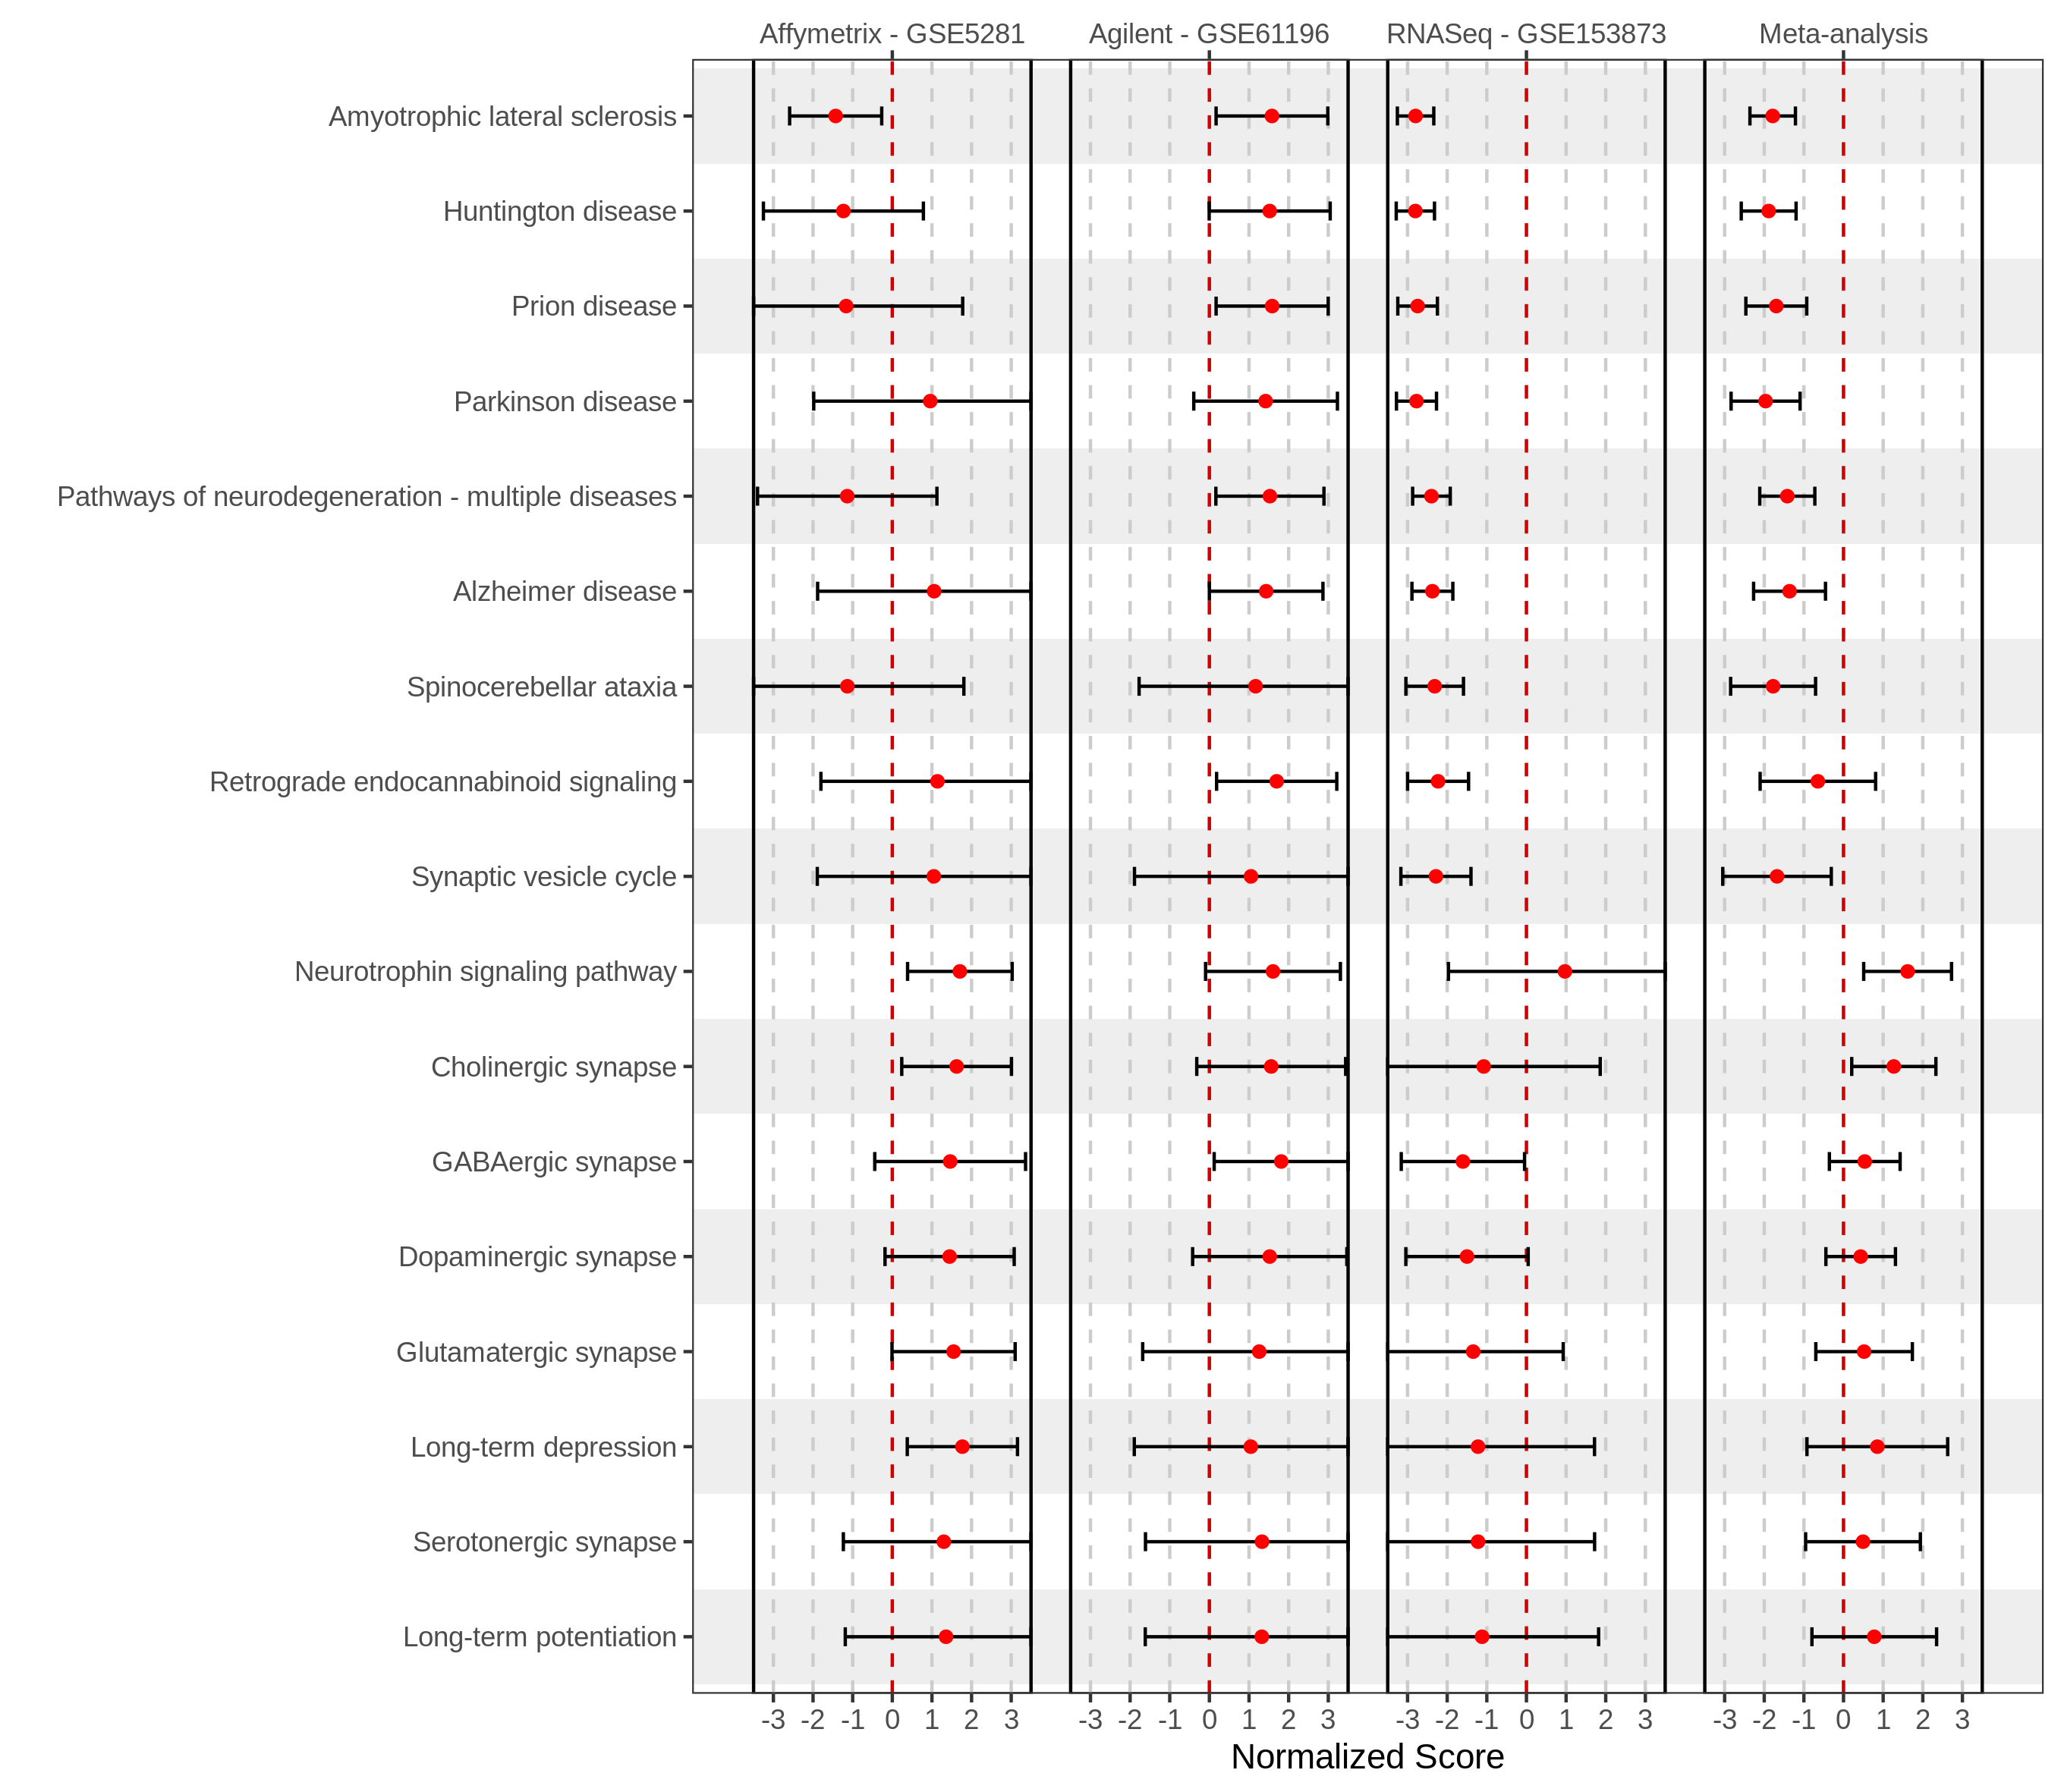 Affymetrix - GSE5281 Agilent - GSE61196 RNASeq - GSE153873 Meta-analysis
Amyotrophic lateral sclerosis
Huntington disease
Prion disease
Parkinson disease
Pathways of neurodegeneration - multiple diseases
Alzheimer disease
Spinocerebellar ataxia
Retrograde endocannabinoid signaling
Synaptic vesicle cycle
Neurotrophin signaling pathway
Cholinergic synapse
GABAergic synapse
Dopaminergic synapse
Glutamatergic synapse
Long-term depression
Serotonergic synapse
Long-term potentiation
-3 -2 -1 0 1 2 3 -3 -2 -1 0 1 2 3 -3 -2 -1 0 1 2 3 -3 -2 -1 0 1 2 3
Normalized Score